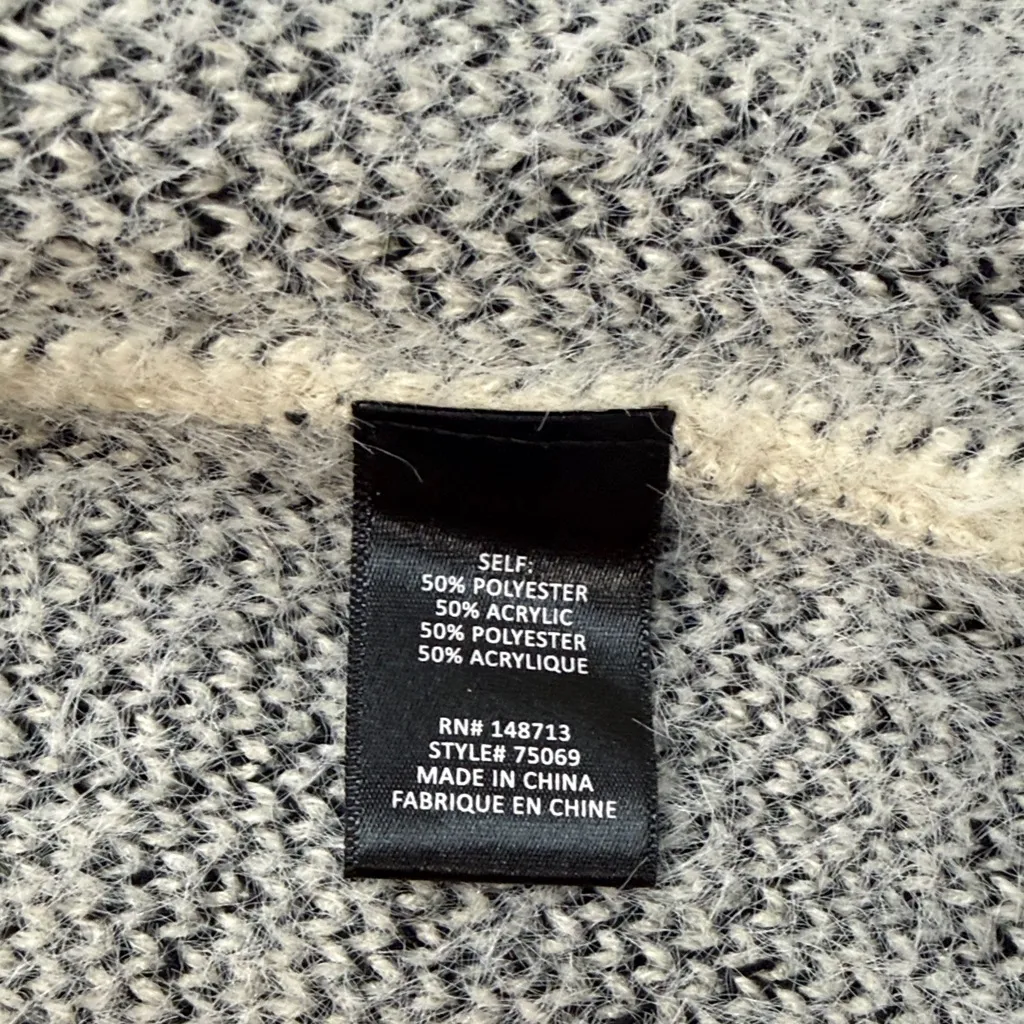 SELF:
50% POLYESTER
50% ACRYLIC
50% POLYESTER
50% ACRYLIQUE
RN# 148713
STYLE# 75069
MADE IN CHINA
FABRIQUE EN CHINE